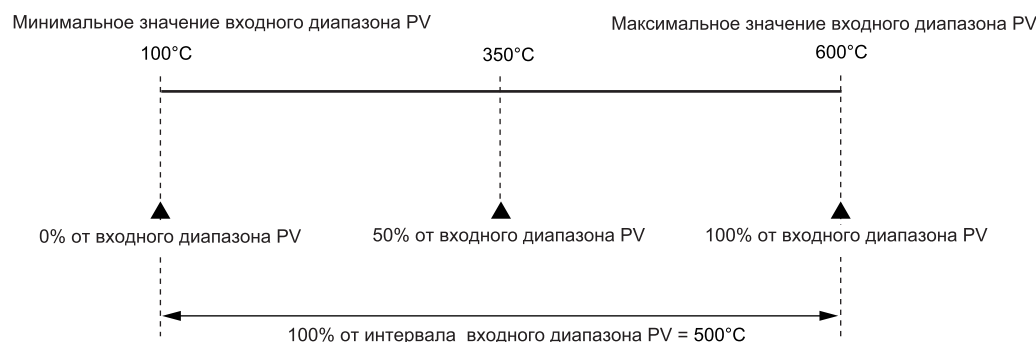 Минимальное значение входного диапазона PV
Максимальное значение входного диапазона PV
100°C
350°C
600°C
0% от входного диапазона PV
50% от входного диапазона PV
100% от входного диапазона PV
100% от интервала входного диапазона PV = 500°C